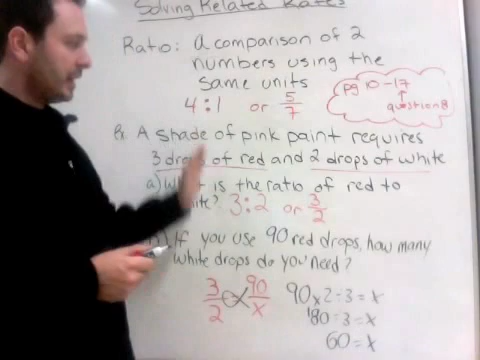 Solving Related Rates
Ratio: a comparison of 2
numbers using the
same units
4:1 or 5/7
pg 10-17
question 8
Ex. A shade of pink paint requires
3 drops of red and 2 drops of white
a) What is the ratio of red to
white? 3:2 or 3/2
If you use 90 red drops, how many
white drops do you need?
3/2 90/x
90 x 2 ÷ 3 = x
180 ÷ 3 = x
60 = x